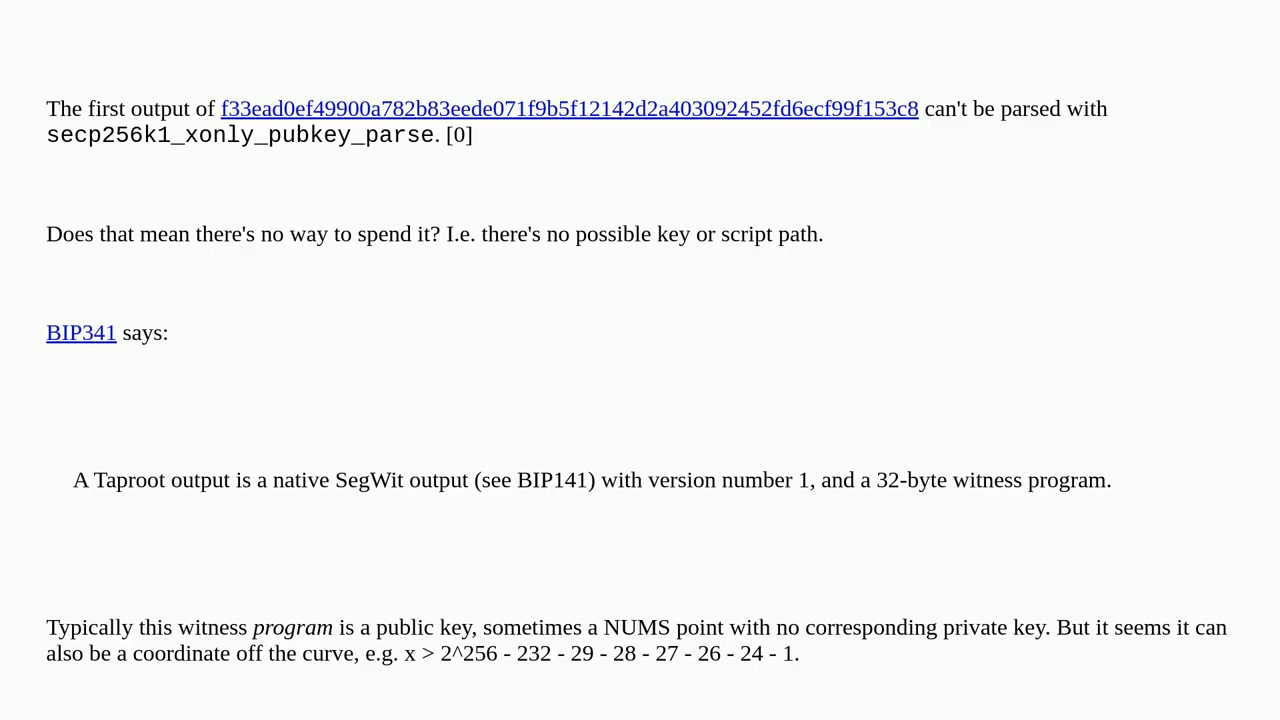 The first output of f33ead0ef49900a782b83eede071f9b5f12142d2a403092452fd6ecf99f153c8 can't be parsed with
secp256k1_xonly_pubkey_parse. [0]
Does that mean there's no way to spend it? I.e. there's no possible key or script path.
BIP341 says:
A Taproot output is a native SegWit output (see BIP141) with version number 1, and a 32-byte witness program.
Typically this witness program is a public key, sometimes a NUMS point with no corresponding private key. But it seems it can
also be a coordinate off the curve, e.g. x > 2^256 - 232 - 29 - 28 - 27 - 26 - 24 - 1.